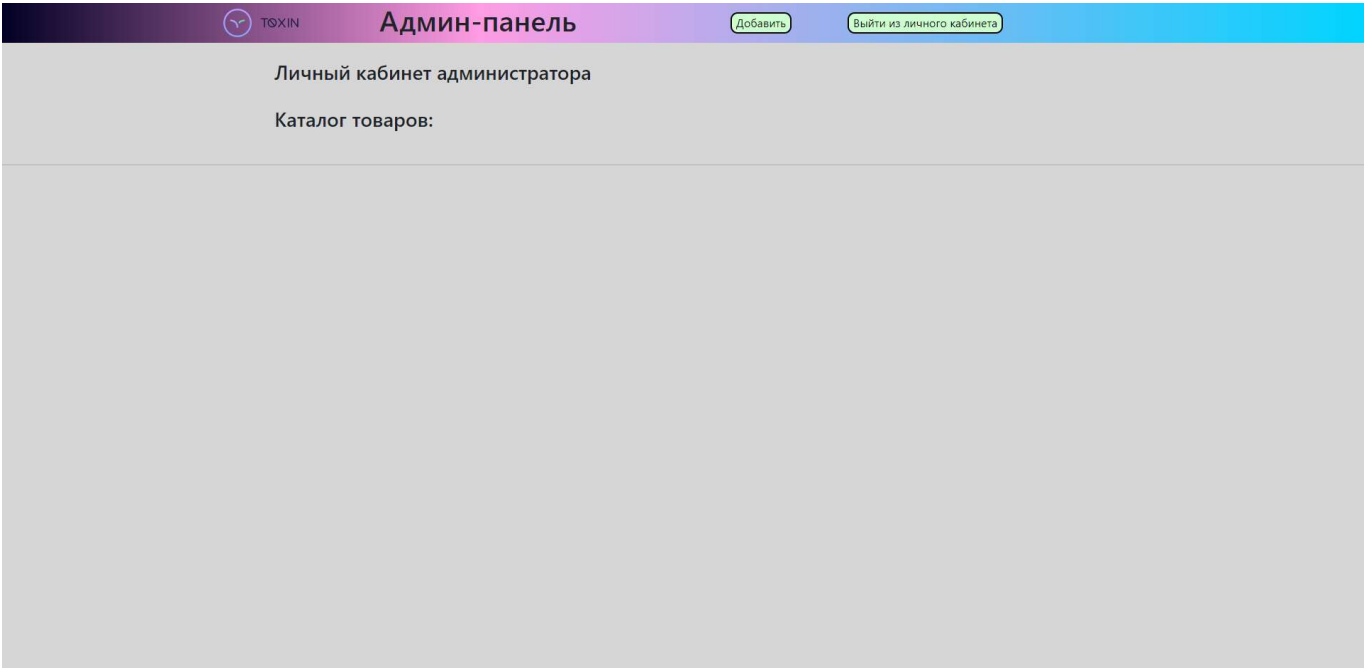 TOXIN Админ-панель Добавить Выйти из личного кабинета
Личный кабинет администратора
Каталог товаров: